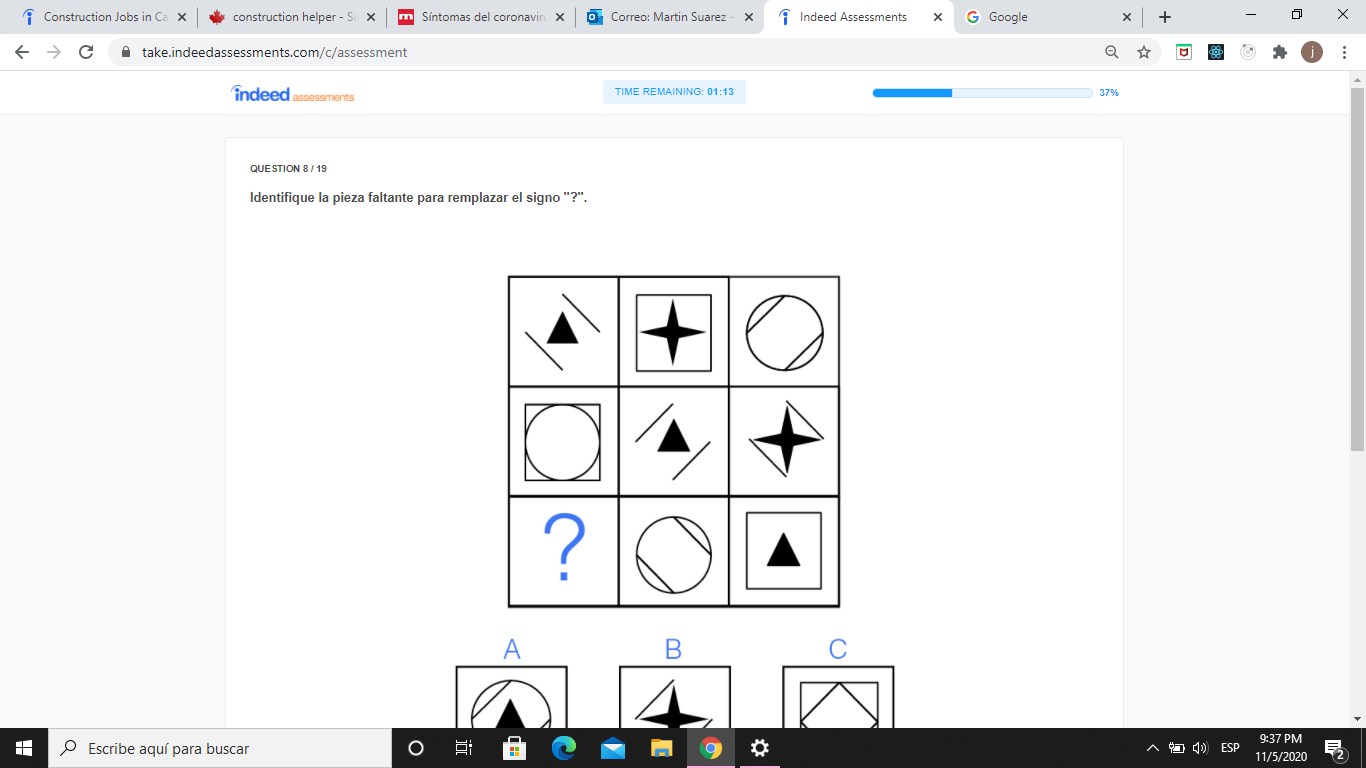 Construction Jobs in Ca
construction helper - Su
Síntomas del coronaviru
Correo: Martin Suarez -
Indeed Assessments
Google
take.indeedassessments.com/c/assessment
j
indeed assessments
TIME REMAINING: 01:13
37%
QUESTION 8 / 19
Identifique la pieza faltante para remplazar el signo "?".
?
A
B
C
Escribe aquí para buscar
ESP
9:37 PM
11/5/2020
2